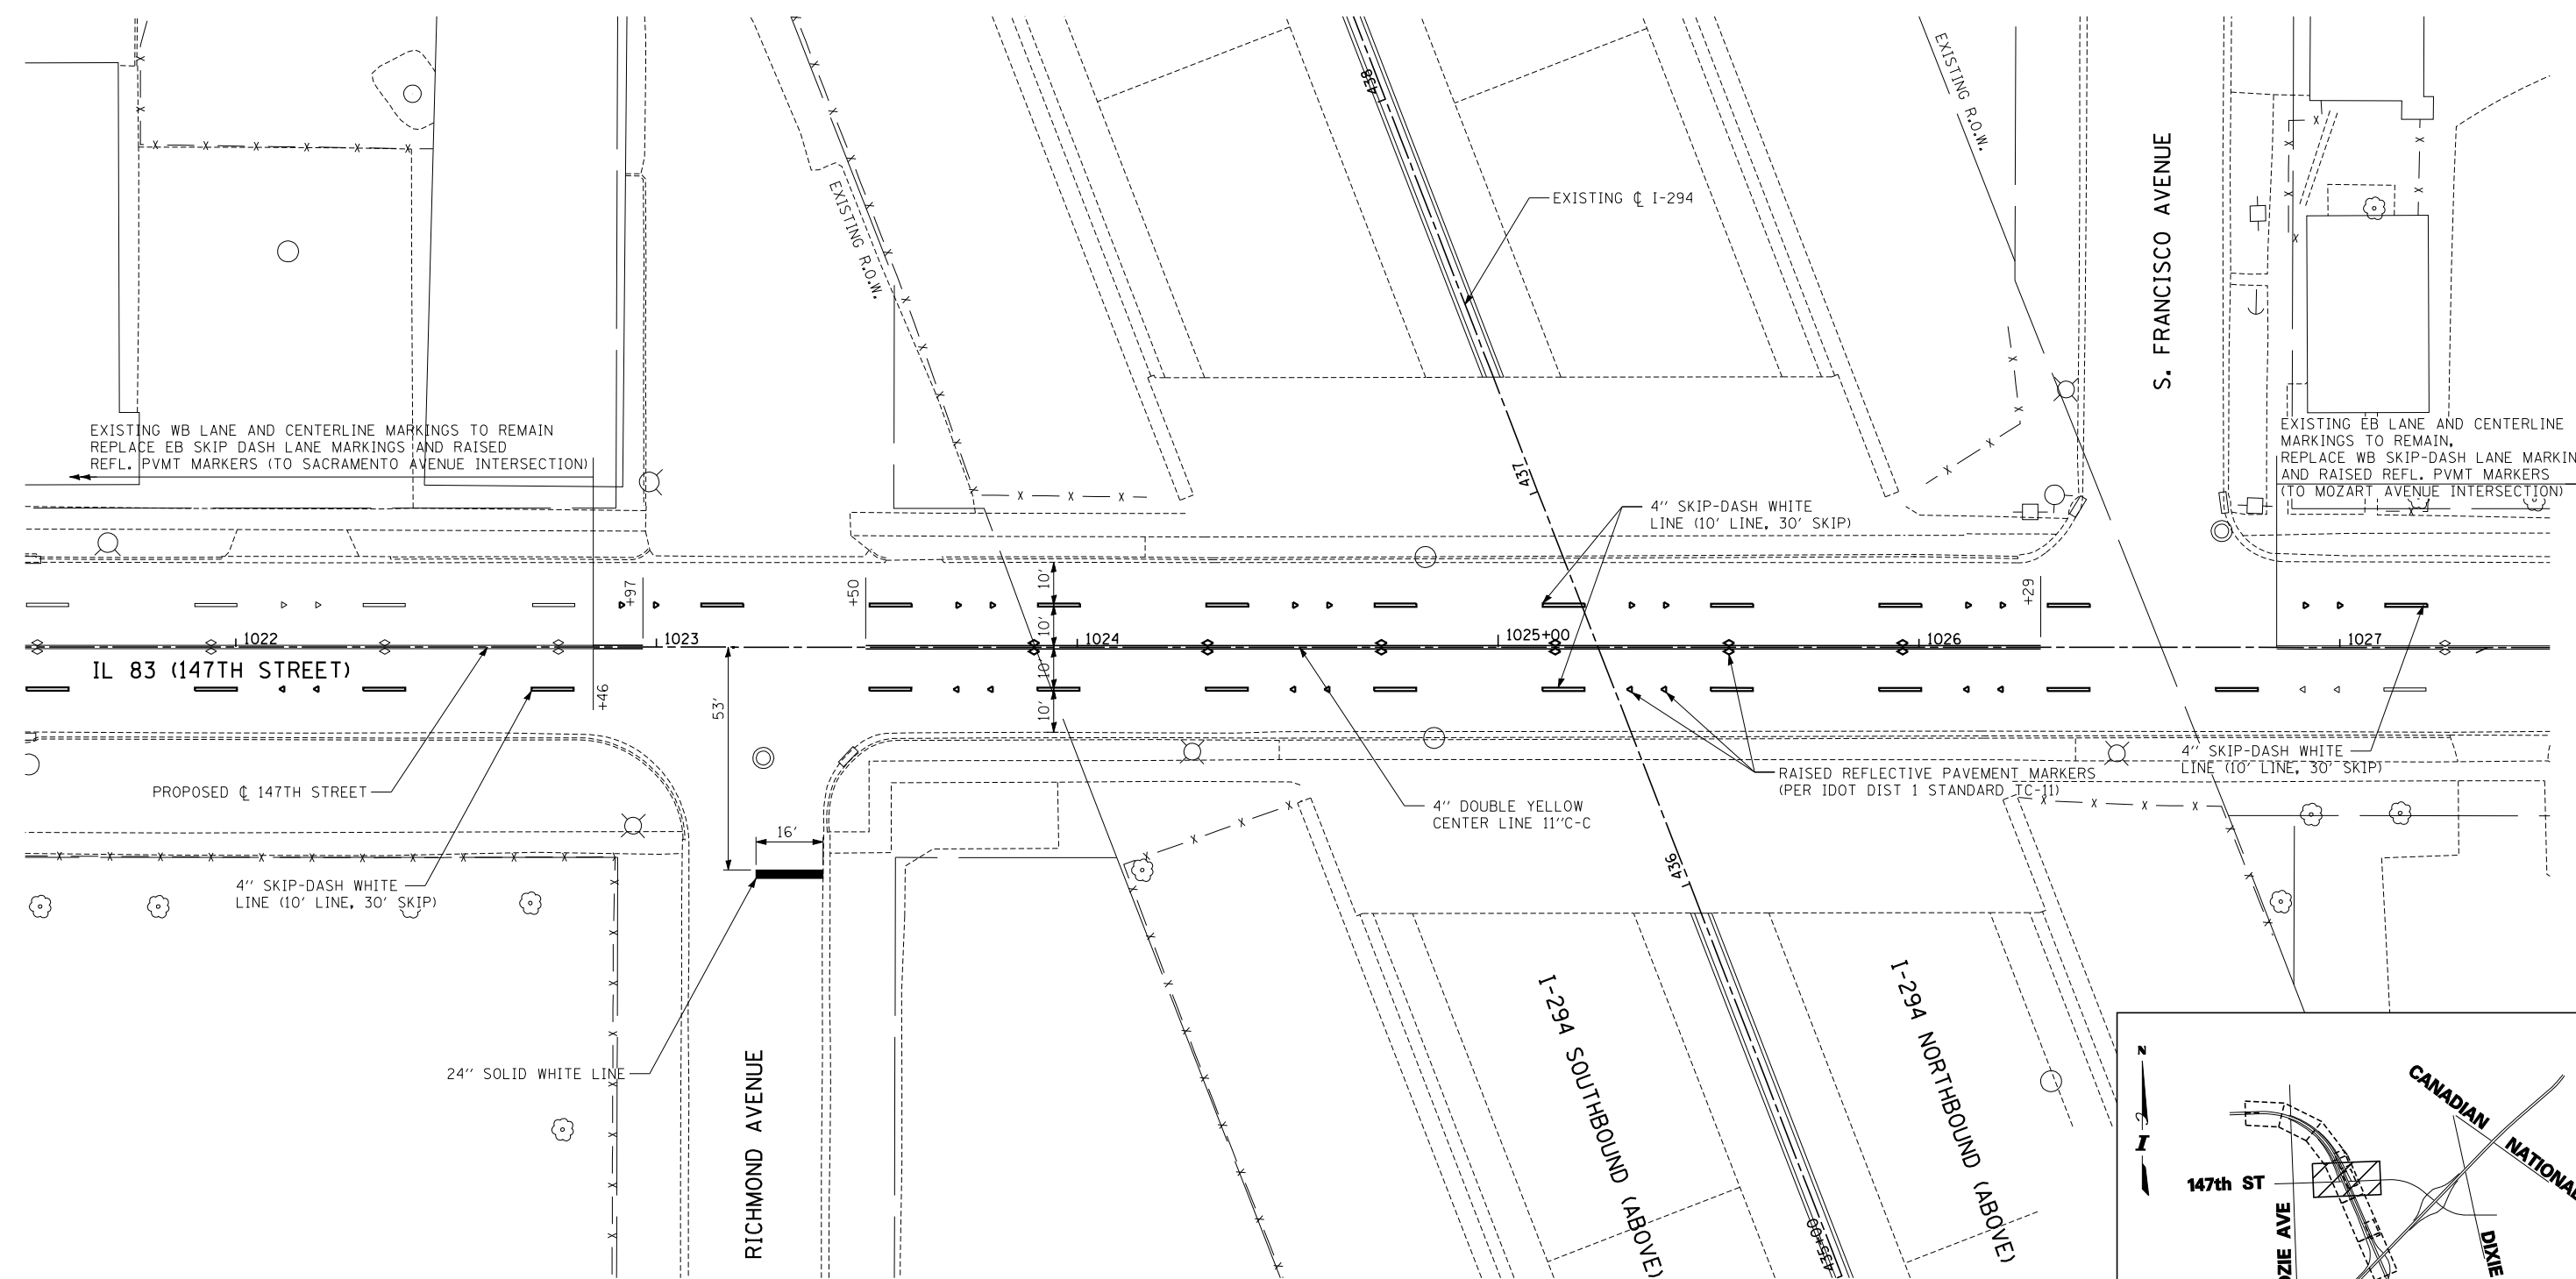 438
EXISTING R.O.W.
EXISTING R.O.W.
EXISTING ℄ I-294
S. FRANCISCO AVENUE
EXISTING WB LANE AND CENTERLINE MARKINGS TO REMAIN
REPLACE EB SKIP DASH LANE MARKINGS AND RAISED
REFL. PVMT MARKERS (TO SACRAMENTO AVENUE INTERSECTION)
EXISTING EB LANE AND CENTERLINE
MARKINGS TO REMAIN,
REPLACE WB SKIP-DASH LANE MARKIN
AND RAISED REFL. PVMT MARKERS
(TO MOZART AVENUE INTERSECTION)
437
4'' SKIP-DASH WHITE
LINE (10' LINE, 30' SKIP)
+97
+50
10'
10'
10'
10'
+29
1022
1023
1024
1025+00
1026
1027
IL 83 (147TH STREET)
+46
53'
PROPOSED ℄ 147TH STREET
4'' SKIP-DASH WHITE
LINE (10' LINE, 30' SKIP)
RAISED REFLECTIVE PAVEMENT MARKERS
(PER IDOT DIST 1 STANDARD TC-11)
4'' DOUBLE YELLOW
CENTER LINE 11''C-C
16'
436
4'' SKIP-DASH WHITE
LINE (10' LINE, 30' SKIP)
24'' SOLID WHITE LINE
RICHMOND AVENUE
I-294 SOUTHBOUND (ABOVE)
I-294 NORTHBOUND (ABOVE)
435+00
N
I
CANADIAN
NATIONAL
147th ST
ZIE AVE
DIXIE